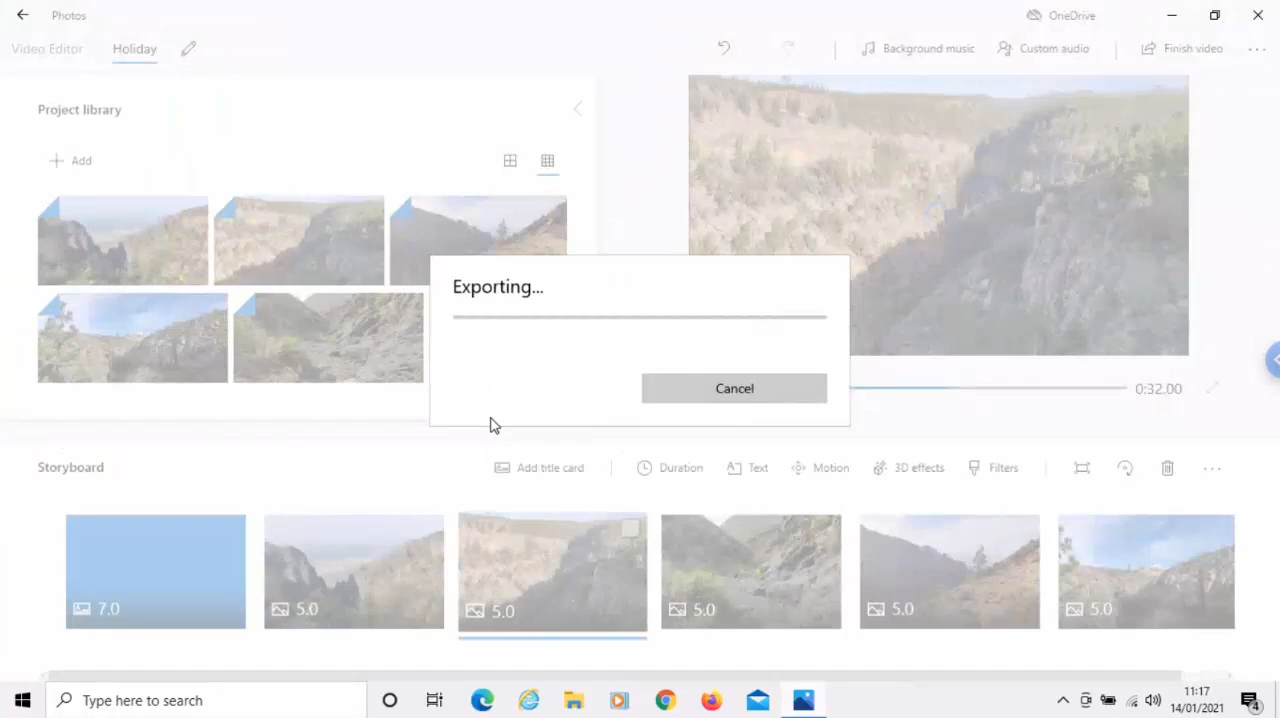 Photos
OneDrive
Video Editor
Holiday
Background music
Custom audio
Finish video
Project library
Add
Exporting...
Cancel
0:32.00
Storyboard
Add title card
Duration
Text
Motion
3D effects
Filters
7.0
5.0
5.0
5.0
5.0
5.0
Type here to search
11:17
14/01/2021
4